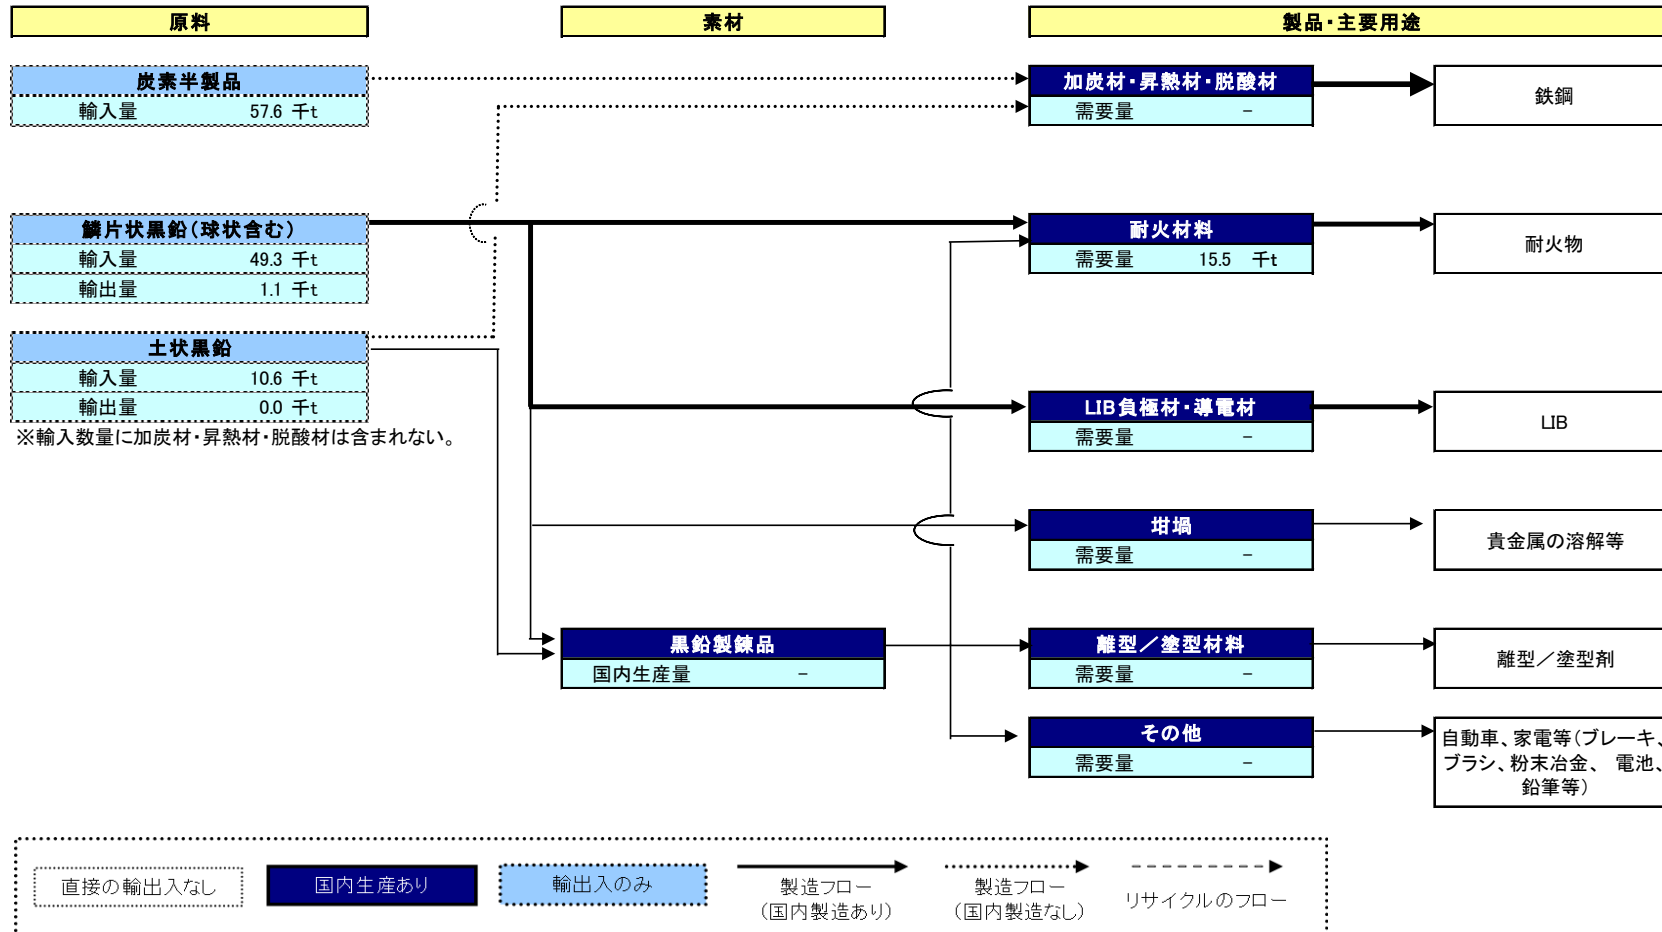 原料
素材
製品・主要用途
炭素半製品
輸入量 57.6 千t
加炭材・昇熱材・脱酸材
需要量 -
鉄鋼
鱗片状黒鉛(球状含む)
輸入量 49.3 千t
輸出量 1.1 千t
耐火材料
需要量 15.5 千t
耐火物
土状黒鉛
輸入量 10.6 千t
輸出量 0.0 千t
※輸入数量に加炭材・昇熱材・脱酸材は含まれない。
LIB負極材・導電材
需要量 -
LIB
坩堝
需要量 -
貴金属の溶解等
黒鉛製錬品
国内生産量 -
離型／塗型材料
需要量 -
離型／塗型剤
その他
需要量 -
自動車、家電等(ブレーキ、
ブラシ、粉末冶金、 電池、
鉛筆等)
直接の輸出入なし
国内生産あり
輸出入のみ
製造フロー
(国内製造あり)
製造フロー
(国内製造なし)
リサイクルのフロー